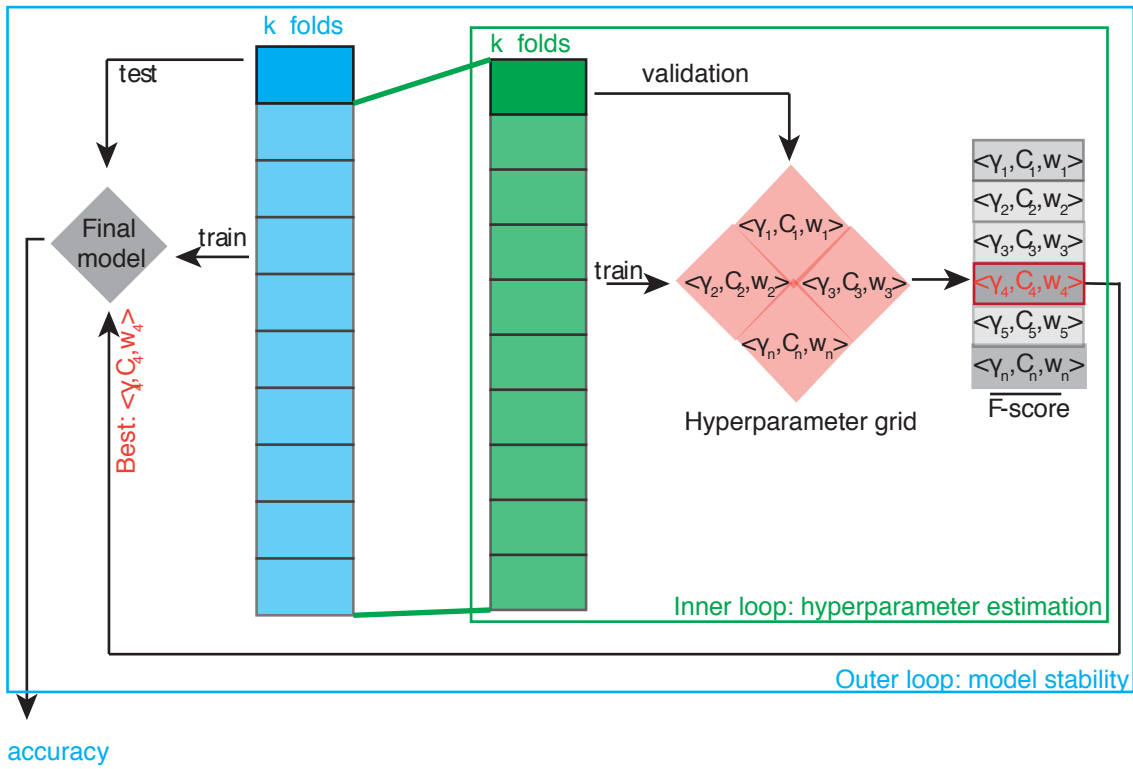 k folds
k folds
test
validation
Final
model
train
train
<γ1,C1,w1>
<γ2,C2,w2>
<γ3,C3,w3>
<γn,Cn,wn>
Hyperparameter grid
<γ1,C1,w1>
<γ2,C2,w2>
<γ3,C3,w3>
<γ4,C4,w4>
<γ5,C5,w5>
<γn,Cn,wn>
F-score
Best: <γ4,C4,w4>
Inner loop: hyperparameter estimation
Outer loop: model stability
accuracy